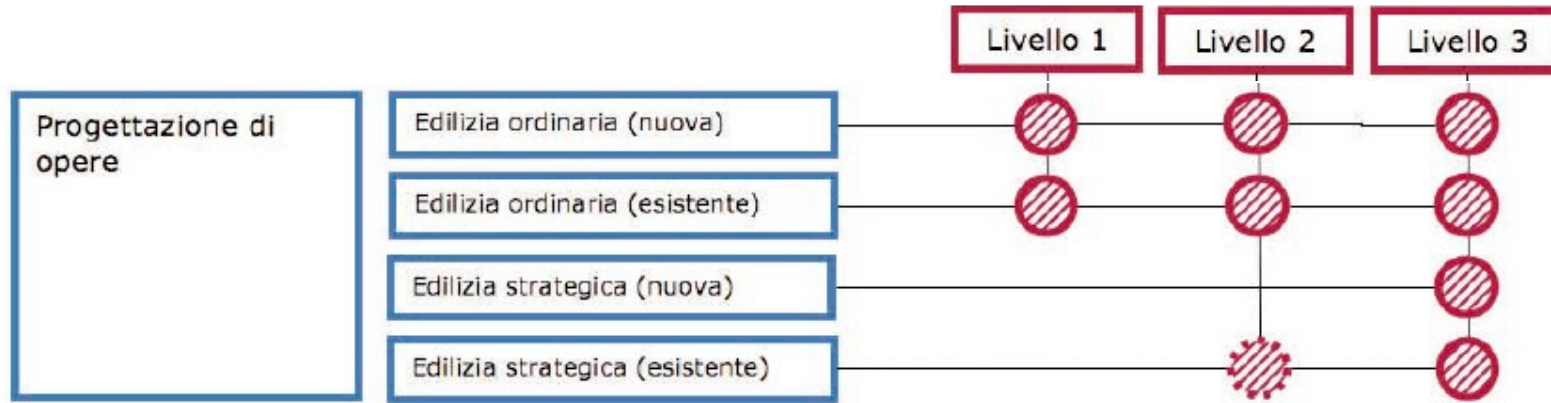 Livello 1
Livello 2
Livello 3
Progettazione di
opere
Edilizia ordinaria (nuova)
Edilizia ordinaria (esistente)
Edilizia strategica (nuova)
Edilizia strategica (esistente)